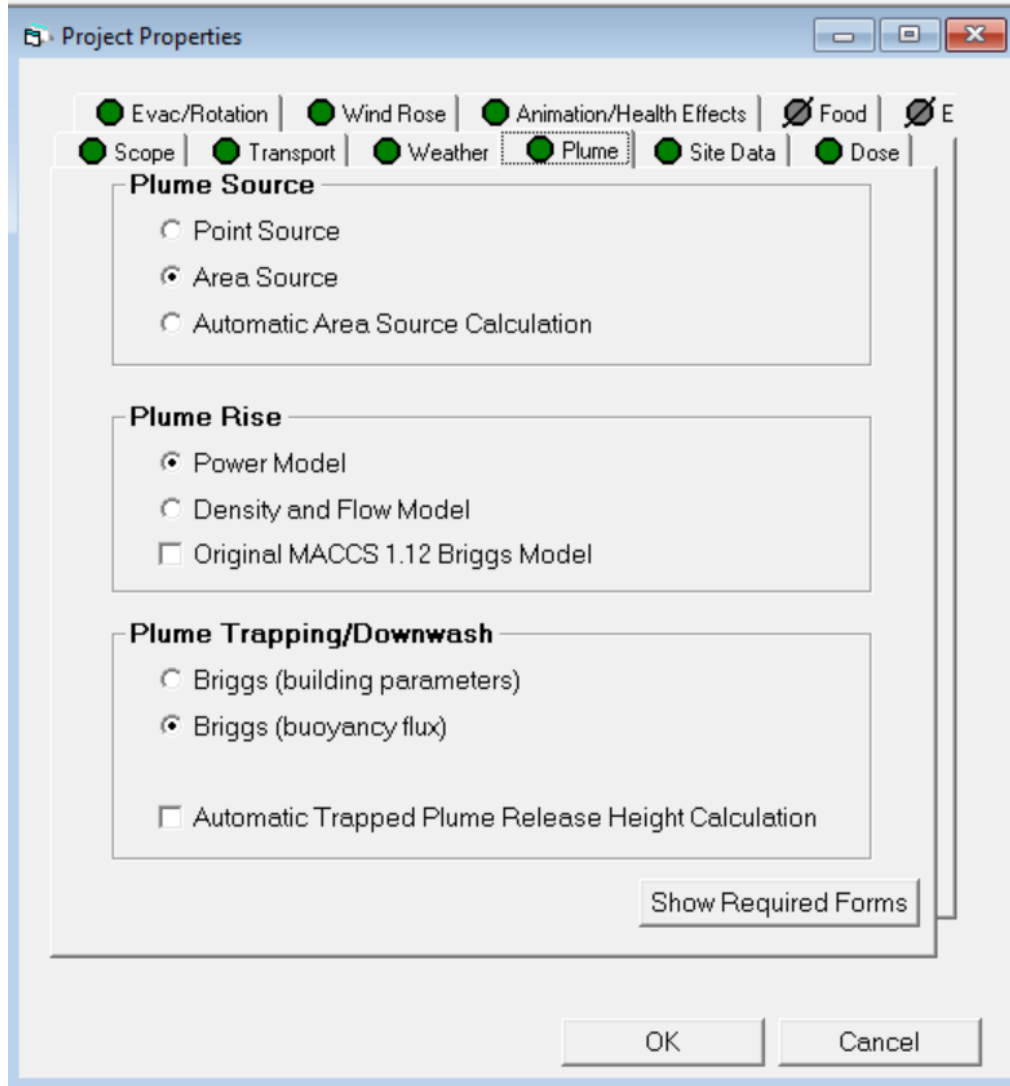 Project Properties
Evac/Rotation Wind Rose Animation/Health Effects Food E
Scope Transport Weather Plume Site Data Dose
Plume Source
Point Source
Area Source
Automatic Area Source Calculation
Plume Rise
Power Model
Density and Flow Model
Original MACCS 1.12 Briggs Model
Plume Trapping/Downwash
Briggs (building parameters)
Briggs (buoyancy flux)
Automatic Trapped Plume Release Height Calculation
Show Required Forms
OK Cancel